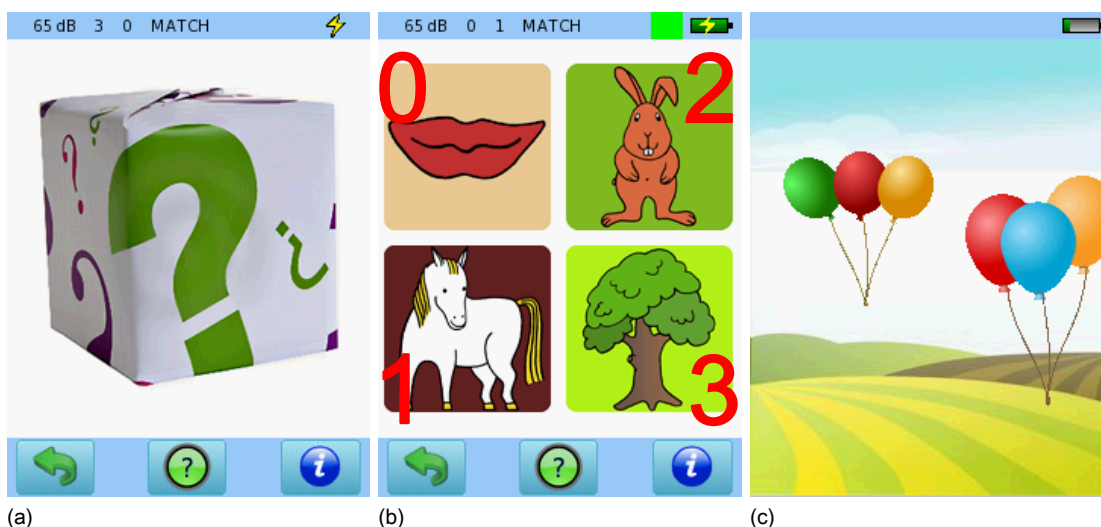 65 dB 3 0 MATCH
65 dB 0 1 MATCH
? ? ? ¿ ¿
0 2
1 3
? i
? i
(a)
(b)
(c)